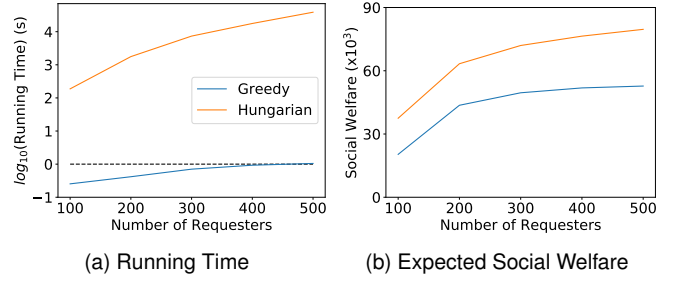 log₁₀(Running Time) (s)
5
4
3
2
1
0
−1
Greedy
Hungarian
100 200 300 400 500
Number of Requesters
(a) Running Time
Social Welfare (x10³)
90
60
30
0
100 200 300 400 500
Number of Requesters
(b) Expected Social Welfare